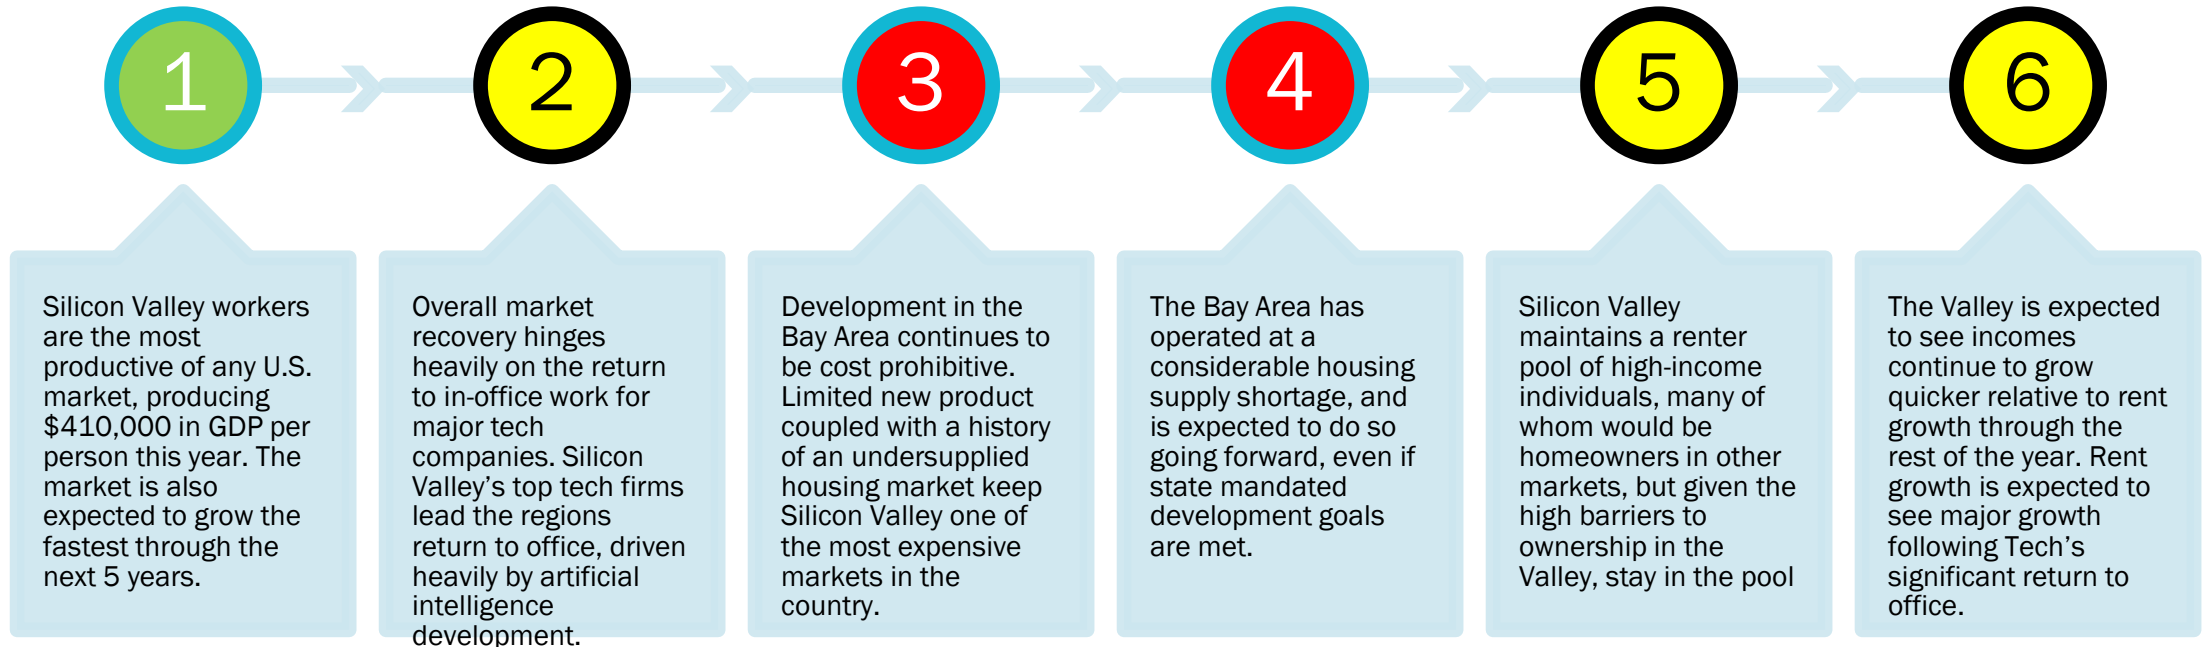 1
2
3
4
5
6
Silicon Valley workers
are the most
productive of any U.S.
market, producing
$410,000 in GDP per
person this year. The
market is also
expected to grow the
fastest through the
next 5 years.
Overall market
recovery hinges
heavily on the return
to in-office work for
major tech
companies. Silicon
Valley’s top tech firms
lead the regions
return to office, driven
heavily by artificial
intelligence
development.
Development in the
Bay Area continues to
be cost prohibitive.
Limited new product
coupled with a history
of an undersupplied
housing market keep
Silicon Valley one of
the most expensive
markets in the
country.
The Bay Area has
operated at a
considerable housing
supply shortage, and
is expected to do so
going forward, even if
state mandated
development goals
are met.
Silicon Valley
maintains a renter
pool of high-income
individuals, many of
whom would be
homeowners in other
markets, but given the
high barriers to
ownership in the
Valley, stay in the pool
The Valley is expected
to see incomes
continue to grow
quicker relative to rent
growth through the
rest of the year. Rent
growth is expected to
see major growth
following Tech’s
significant return to
office.